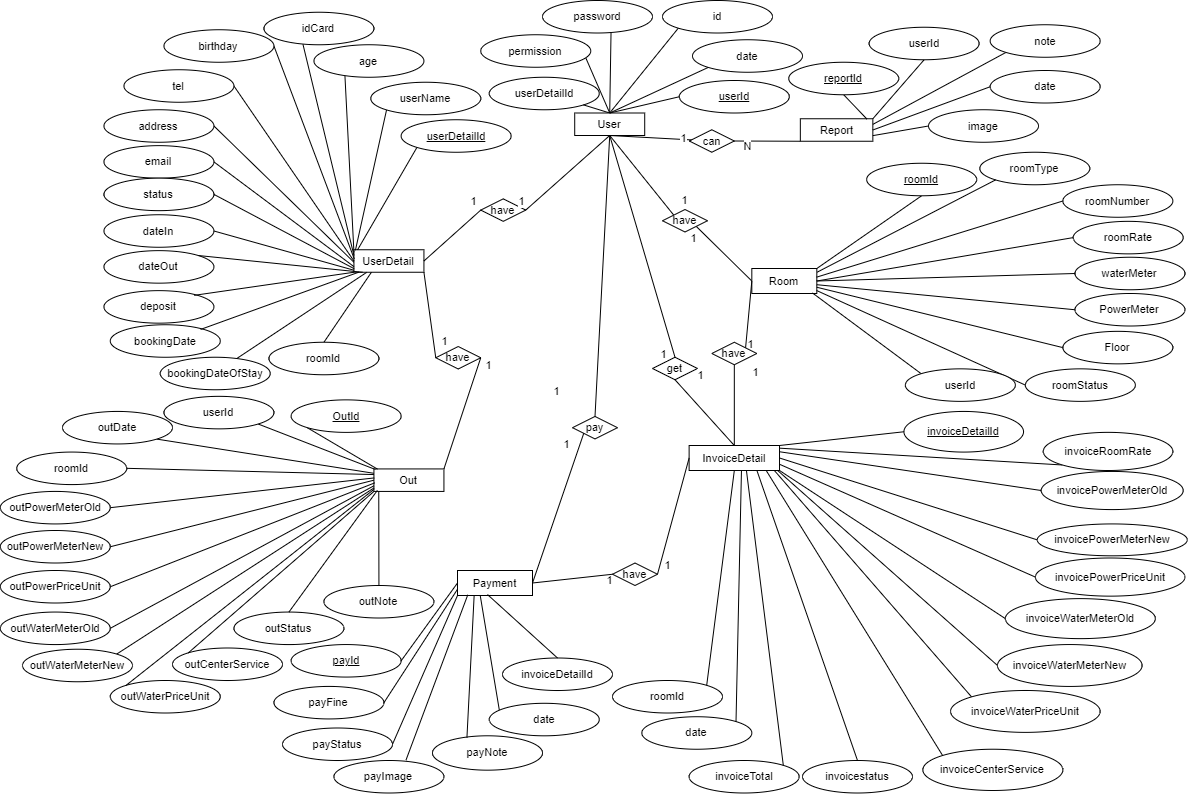 idCard
password
id
birthday
permission
userId
note
age
date
tel
userDetailId
userName
userId
reportId
date
address
userDetailId
User
Report
image
1
can
N
email
roomId
roomType
status
1
have
1
1
have
1
roomNumber
dateIn
roomRate
dateOut
UserDetail
Room
waterMeter
deposit
PowerMeter
bookingDate
1
have
1
roomId
1
get
1
1
have
1
Floor
bookingDateOfStay
userId
roomStatus
userId
OutId
1
pay
1
outDate
invoiceDetailId
roomId
Out
InvoiceDetail
invoiceRoomRate
outPowerMeterOld
invoicePowerMeterOld
outPowerMeterNew
invoicePowerMeterNew
outPowerPriceUnit
Payment
1
have
1
invoicePowerPriceUnit
outNote
outWaterMeterOld
outStatus
invoiceWaterMeterOld
outWaterMeterNew
outCenterService
payId
invoiceDetailId
invoiceWaterMeterNew
outWaterPriceUnit
payFine
roomId
invoiceWaterPriceUnit
date
date
payStatus
payNote
payImage
invoiceTotal
invoicestatus
invoiceCenterService